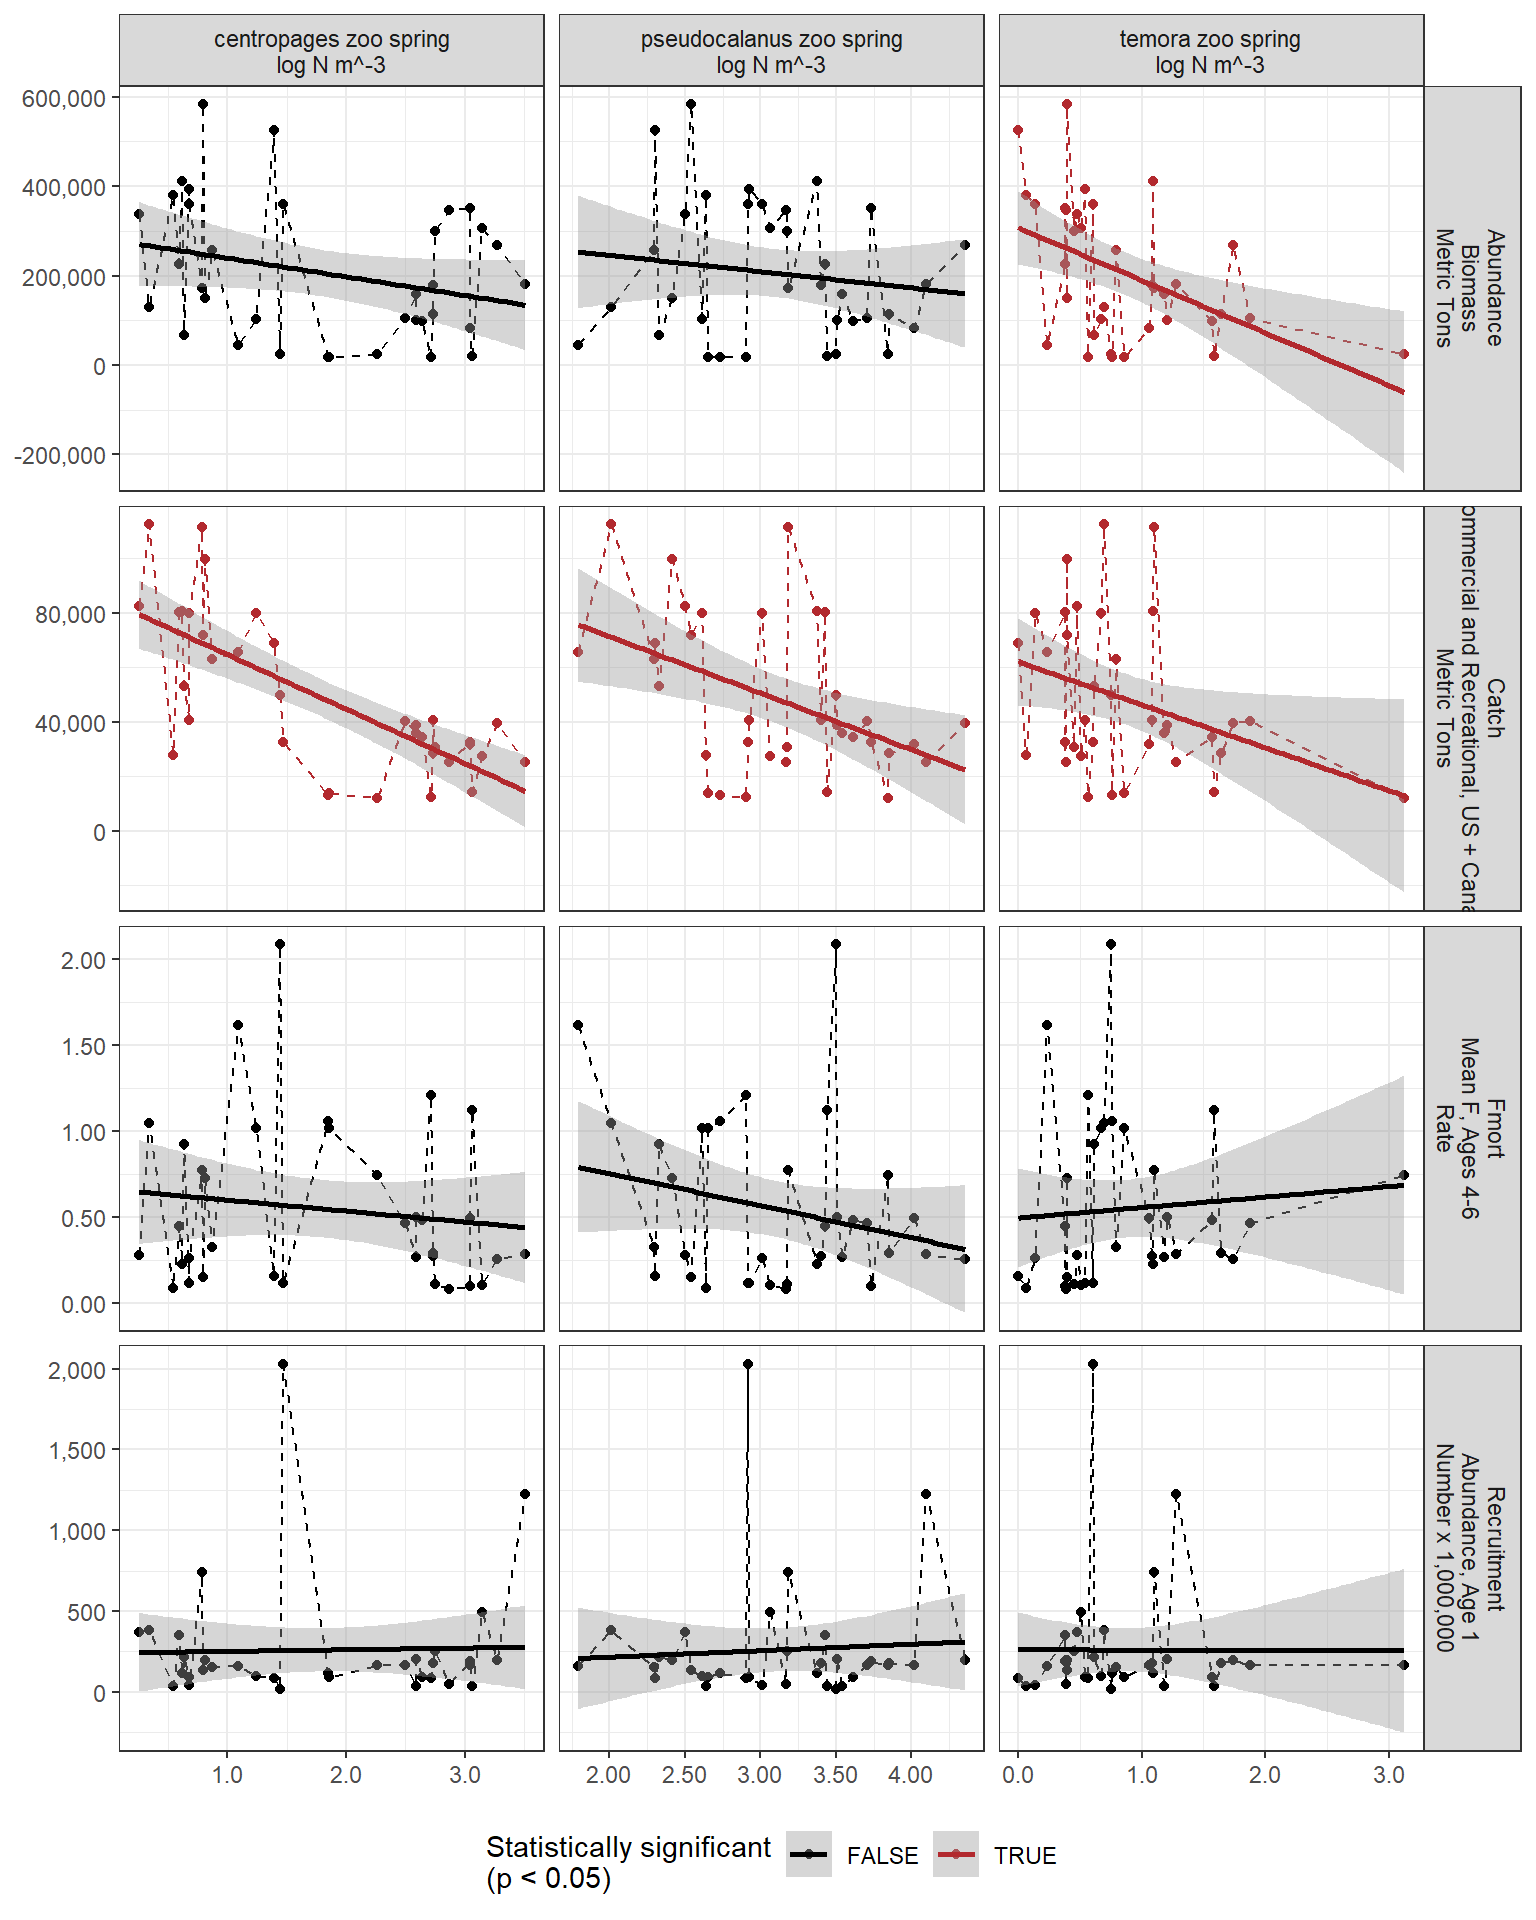 centropages zoo spring
log N m^-3
pseudocalanus zoo spring
log N m^-3
temora zoo spring
log N m^-3
600,000
400,000
200,000
0
-200,000
Abundance
Biomass
Metric Tons
80,000
40,000
0
Catch
ommercial and Recreational, US + Cana
Metric Tons
2.00
1.50
1.00
0.50
0.00
Fmort
Mean F, Ages 4-6
Rate
2,000
1,500
1,000
500
0
Recruitment
Abundance, Age 1
Number x 1,000,000
1.0 2.0 3.0
2.00 2.50 3.00 3.50 4.00
0.0 1.0 2.0 3.0
Statistically significant
(p < 0.05)
FALSE
TRUE